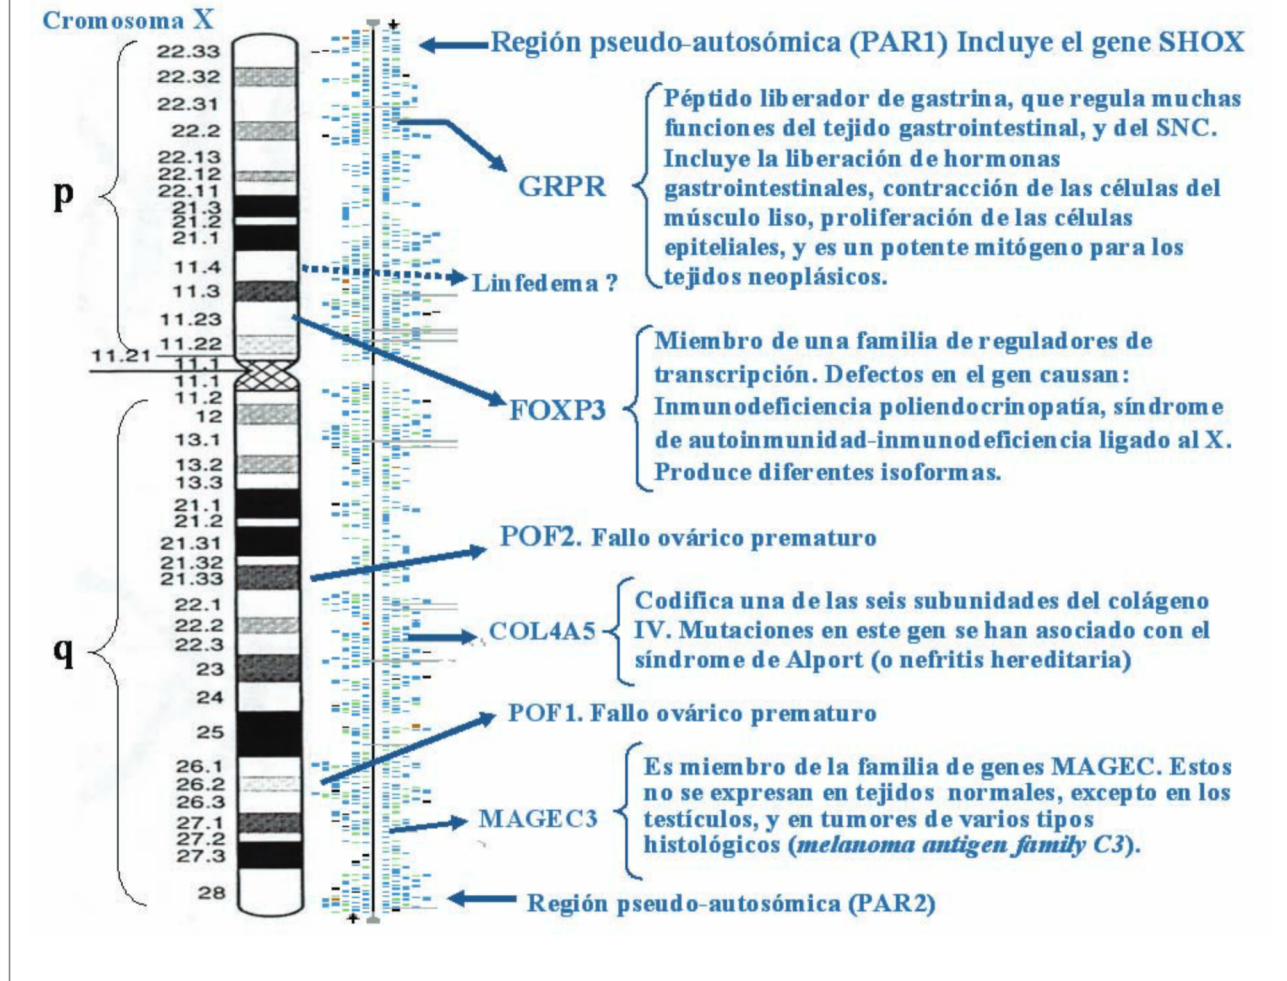 Cromosoma X
p
22.33
22.32
22.31
22.2
22.13
22.12
22.11
21.3
21.2
21.1
11.4
11.3
11.23
11.22
11.21
11.1
11.1
q
11.2
12
13.1
13.2
13.3
21.1
21.2
21.31
21.32
21.33
22.1
22.2
22.3
23
24
25
26.1
26.2
26.3
27.1
27.2
27.3
28
Región pseudo-autosómica (PAR1) Incluye el gene SHOX
GRPR
Péptido liberador de gastrina, que regula muchas
funciones del tejido gastrointestinal, y del SNC.
Incluye la liberación de hormonas
gastrointestinales, contracción de las células del
músculo liso, proliferación de las células
epiteliales, y es un potente mitógeno para los
tejidos neoplásicos.
Linfedema ?
FOXP3
Miembro de una familia de reguladores de
transcripción. Defectos en el gen causan:
Inmunodeficiencia poliendocrinopatía, síndrome
de autoinmunidad-inmunodeficiencia ligado al X.
Produce diferentes isoformas.
POF2. Fallo ovárico prematuro
COL4A5
Codifica una de las seis subunidades del colágeno
IV. Mutaciones en este gen se han asociado con el
síndrome de Alport (o nefritis hereditaria)
POF1. Fallo ovárico prematuro
MAGEC3
Es miembro de la familia de genes MAGEC. Estos
no se expresan en tejidos normales, excepto en los
testículos, y en tumores de varios tipos
histológicos (melanoma antigen family C3).
Región pseudo-autosómica (PAR2)